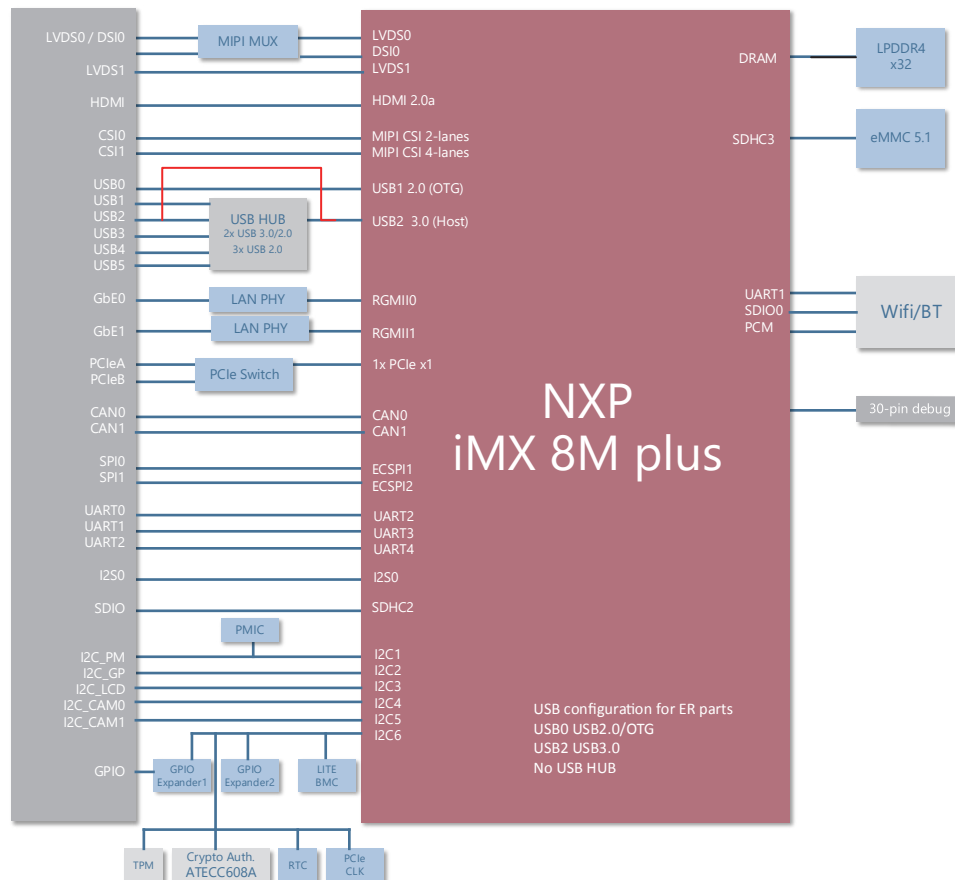 LVDS0 / DSI0
LVDS1
HDMI
CSI0
CSI1
USB0
USB1
USB2
USB3
USB4
USB5
GbE0
GbE1
PCIeA
PCIeB
CAN0
CAN1
SPI0
SPI1
UART0
UART1
UART2
I2S0
SDIO
I2C_PM
I2C_GP
I2C_LCD
I2C_CAM0
I2C_CAM1
GPIO
MIPI MUX
USB HUB
2x USB 3.0/2.0
3x USB 2.0
LAN PHY
LAN PHY
PCIe Switch
PMIC
GPIO
Expander1
GPIO
Expander2
LITE
BMC
TPM
Crypto Auth.
ATECC608A
RTC
PCIe
CLK
LVDS0
DSI0
LVDS1
HDMI 2.0a
MIPI CSI 2-lanes
MIPI CSI 4-lanes
USB1 2.0 (OTG)
USB2 3.0 (Host)
RGMII0
RGMII1
1x PCIe x1
CAN0
CAN1
ECSPI1
ECSPI2
UART2
UART3
UART4
I2S0
SDHC2
I2C1
I2C2
I2C3
I2C4
I2C5
I2C6
NXP
iMX 8M plus
USB configuration for ER parts
USB0 USB2.0/OTG
USB2 USB3.0
No USB HUB
DRAM
SDHC3
UART1
SDIO0
PCM
LPDDR4
x32
eMMC 5.1
Wifi/BT
30-pin debug